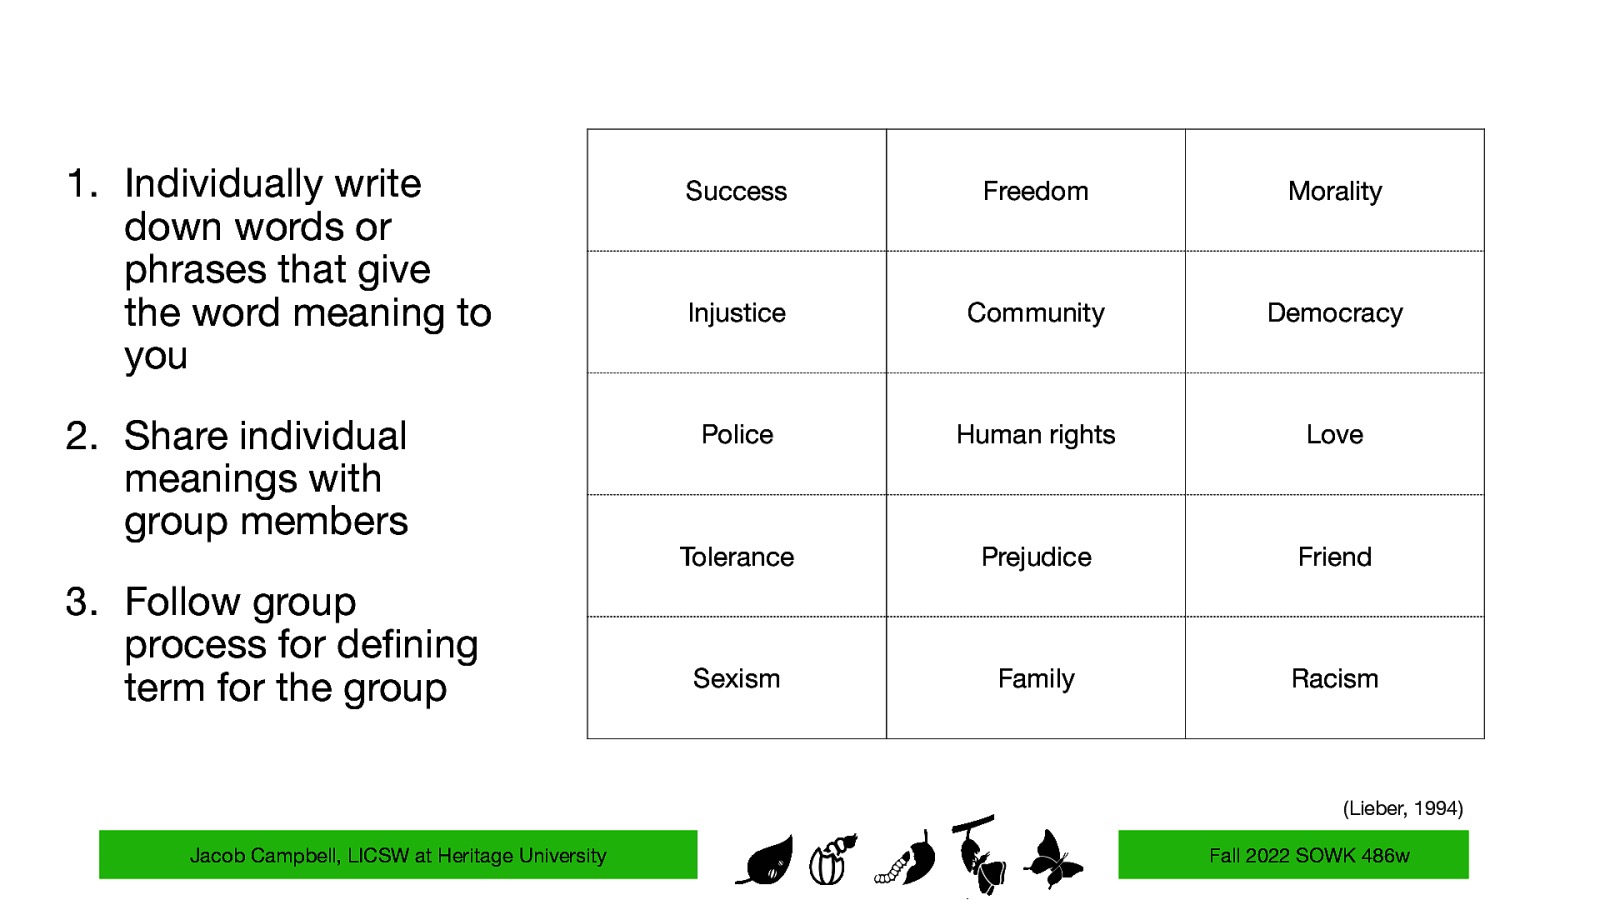 1. Individually write
down words or
phrases that give
the word meaning to
you
2. Share individual
meanings with
group members
3. Follow group
process for defining
term for the group
Success Freedom Morality
Injustice Community Democracy
Police Human rights Love
Tolerance Prejudice Friend
Sexism Family Racism
(Lieber, 1994)
Jacob Campbell, LICSW at Heritage University
Fall 2022 SOWK 486w